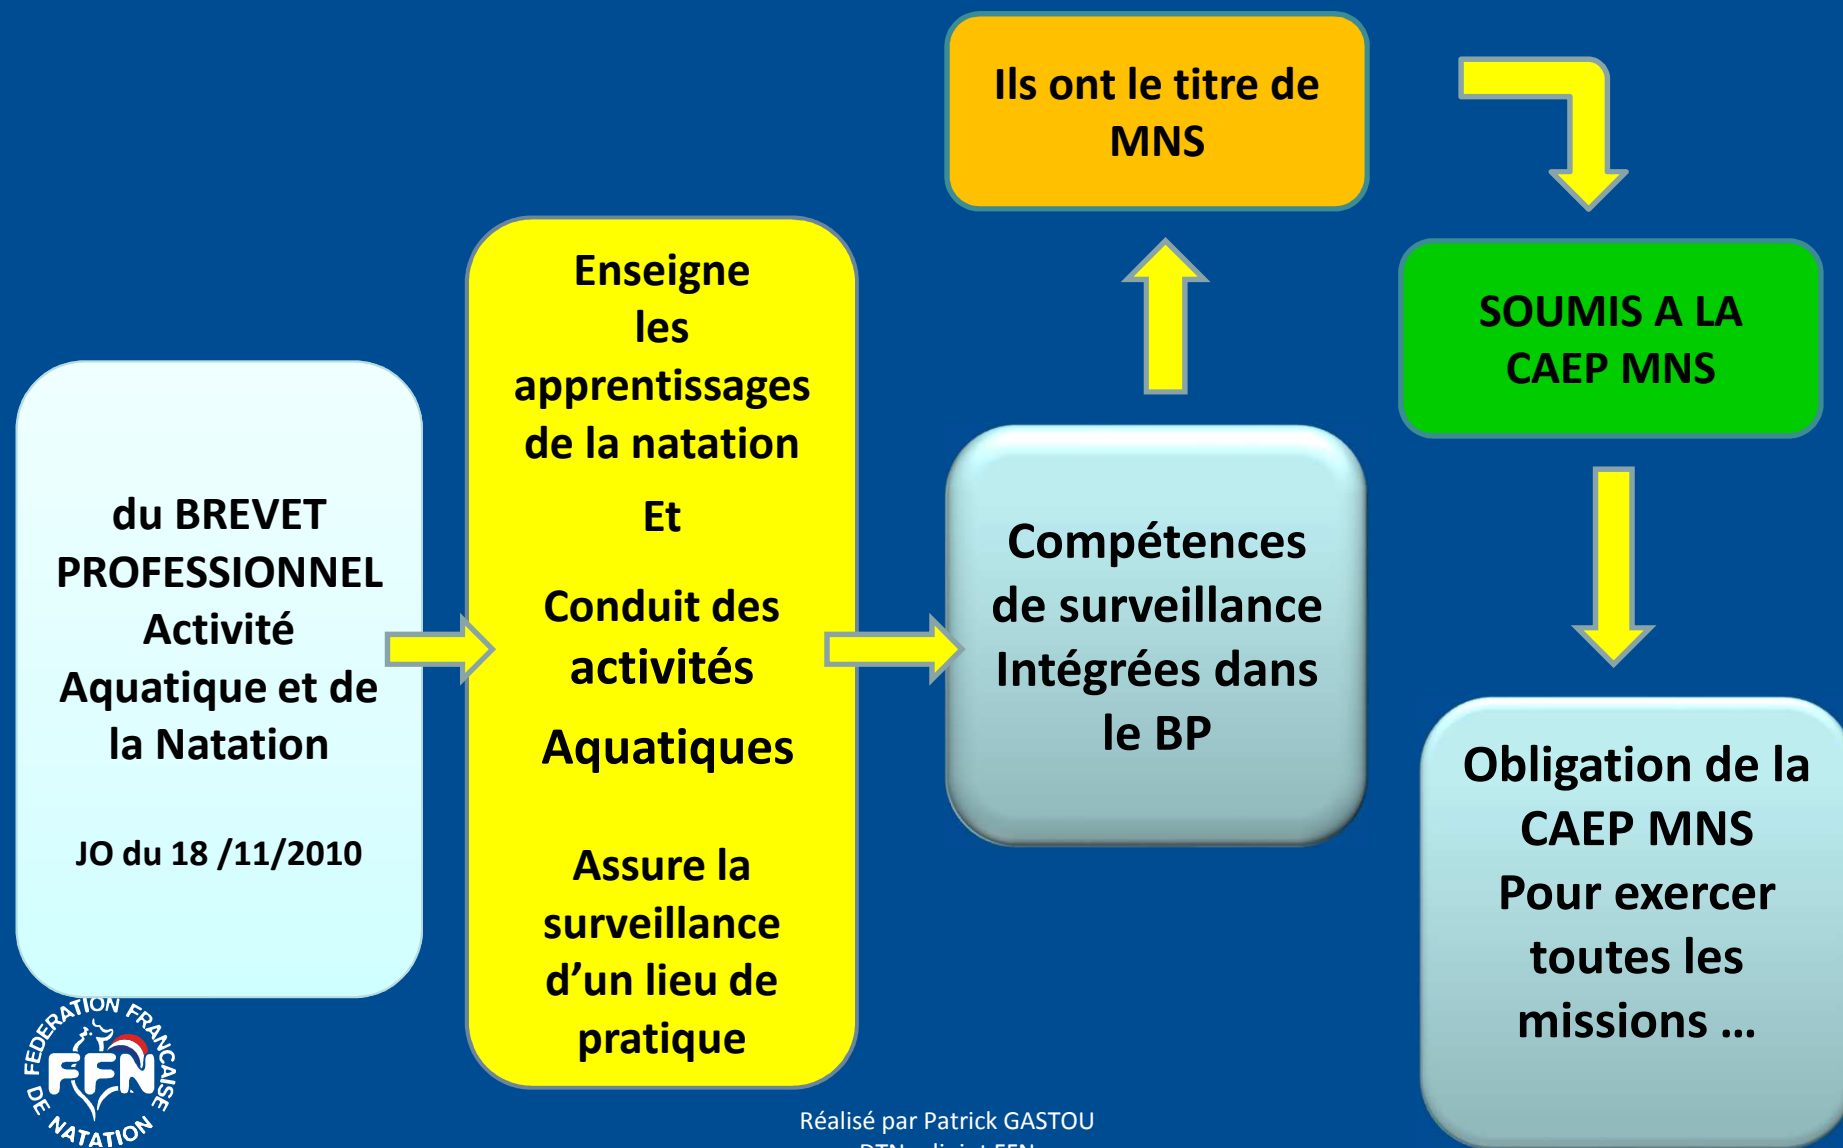 du BREVET
PROFESSIONNEL
Activité
Aquatique et de
la Natation
JO du 18 /11/2010
Enseigne
les
apprentissages
de la natation
Et
Conduit des
activités
Aquatiques
Assure la
surveillance
d’un lieu de
pratique
Compétences
de surveillance
Intégrées dans
le BP
Ils ont le titre de
MNS
SOUMIS A LA
CAEP MNS
Obligation de la
CAEP MNS
Pour exercer
toutes les
missions ...
FEDERATION FRANCAISE
FFN
DE NATATION
Réalisé par Patrick GASTOU